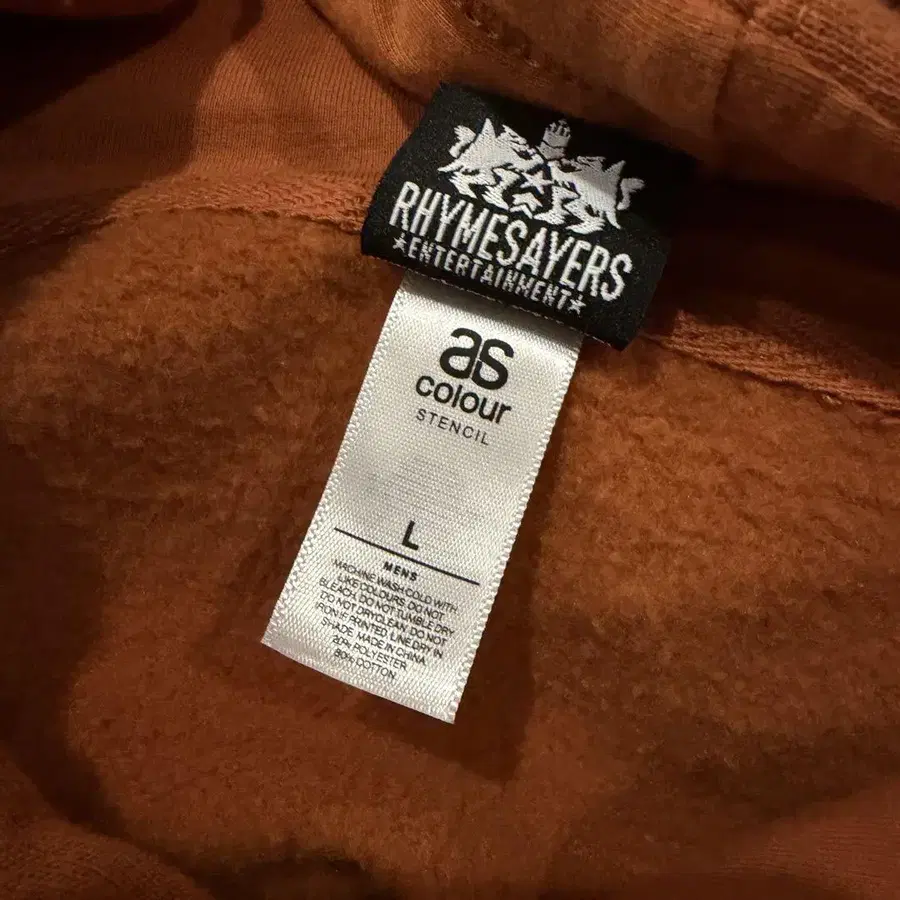 RHYMESAYERS
★ENTERTAINMENT★
as
colour
STENCIL
L
MENS
MACHINE WASH COLD WITH
LIKE COLOURS, DO NOT
BLEACH, DO NOT TUMBLE DRY
DO NOT DRYCLEAN, DO NOT
IRON IF PRINTED, LINE DRY IN
SHADE, MADE IN CHINA
20% POLYESTER
80% COTTON